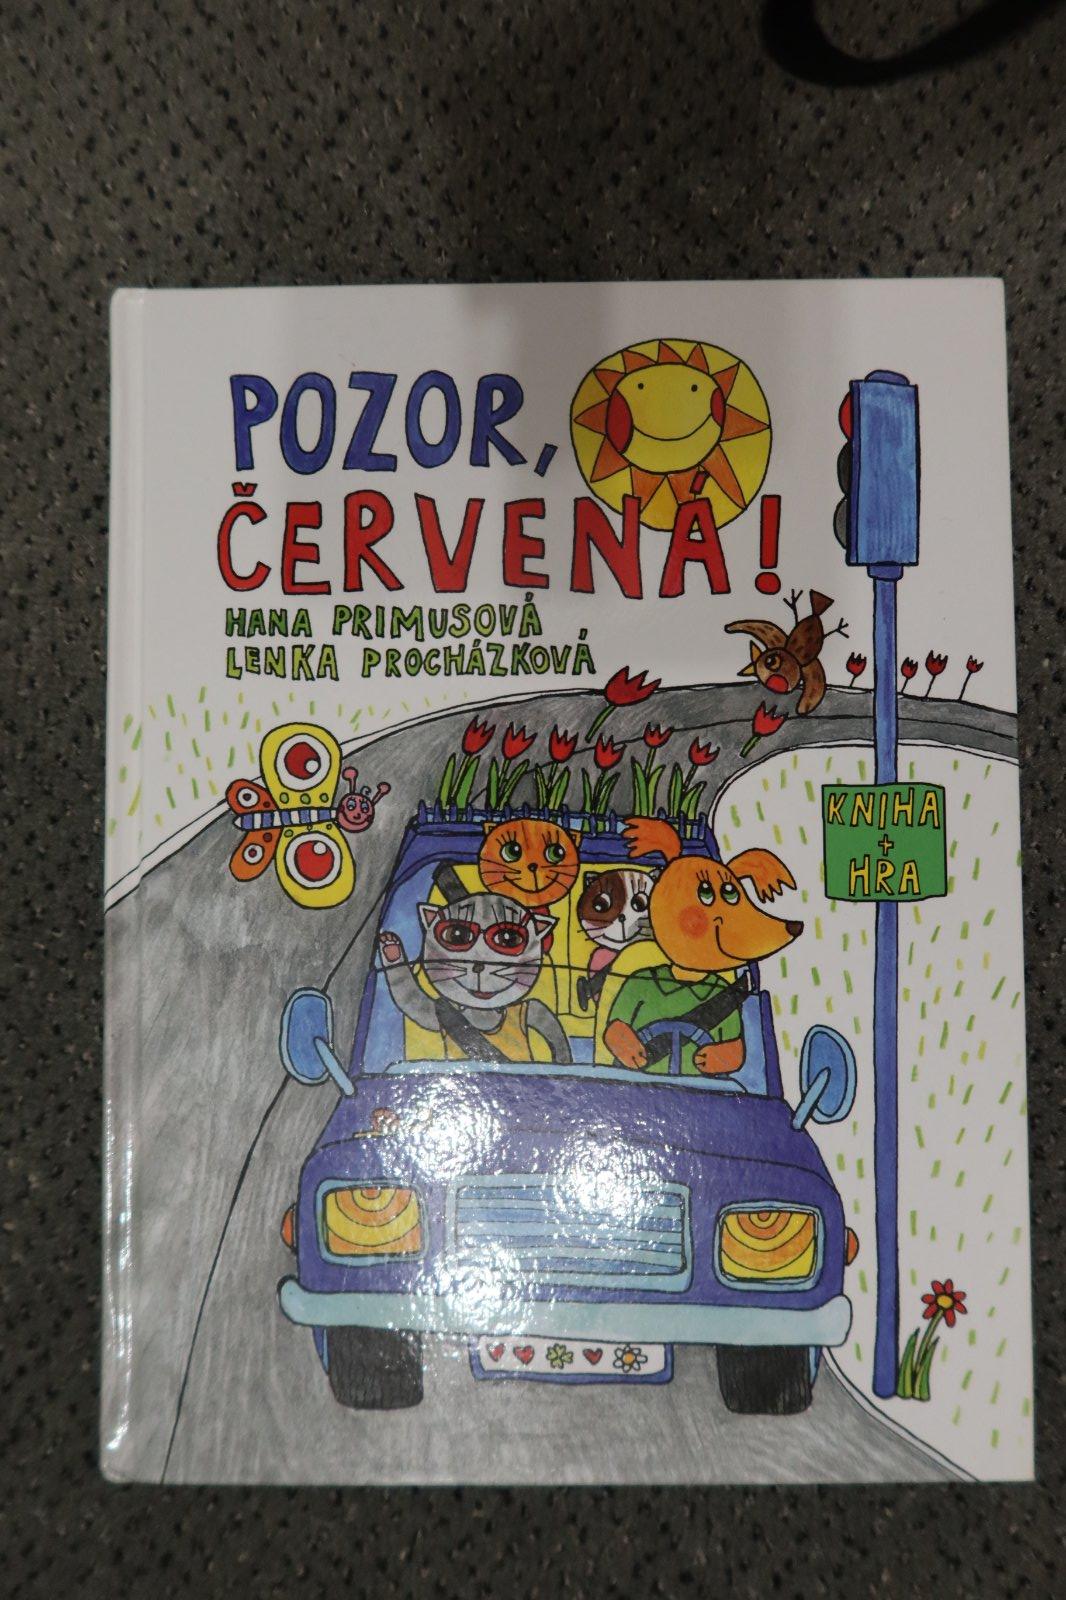 POZOR,
ČERVENÁ!
HANA PRIMUSOVÁ
LENKA PROCHÁZKOVÁ
KNIHA
+
HRA